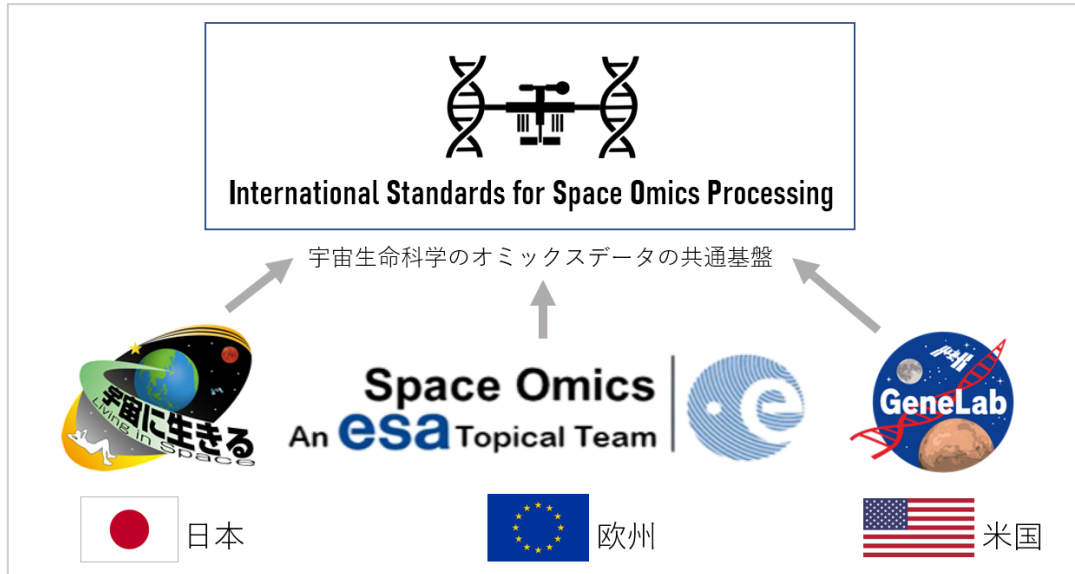 International Standards for Space Omics Processing
宇宙生命科学のオミックスデータの共通基盤
宇宙に生きる
Living in Space
Space Omics
An esa Topical Team
e
GeneLab
日本
欧州
米国